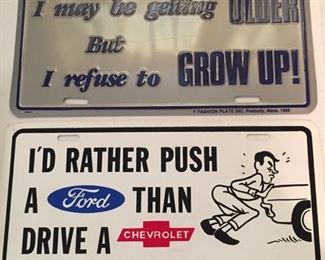 I may be getting OLDER
But
I refuse to GROW UP!
© FASHION PLATE INC. Peabody, Mass. 1986
I'D RATHER PUSH
A Ford THAN
DRIVE A CHEVROLET